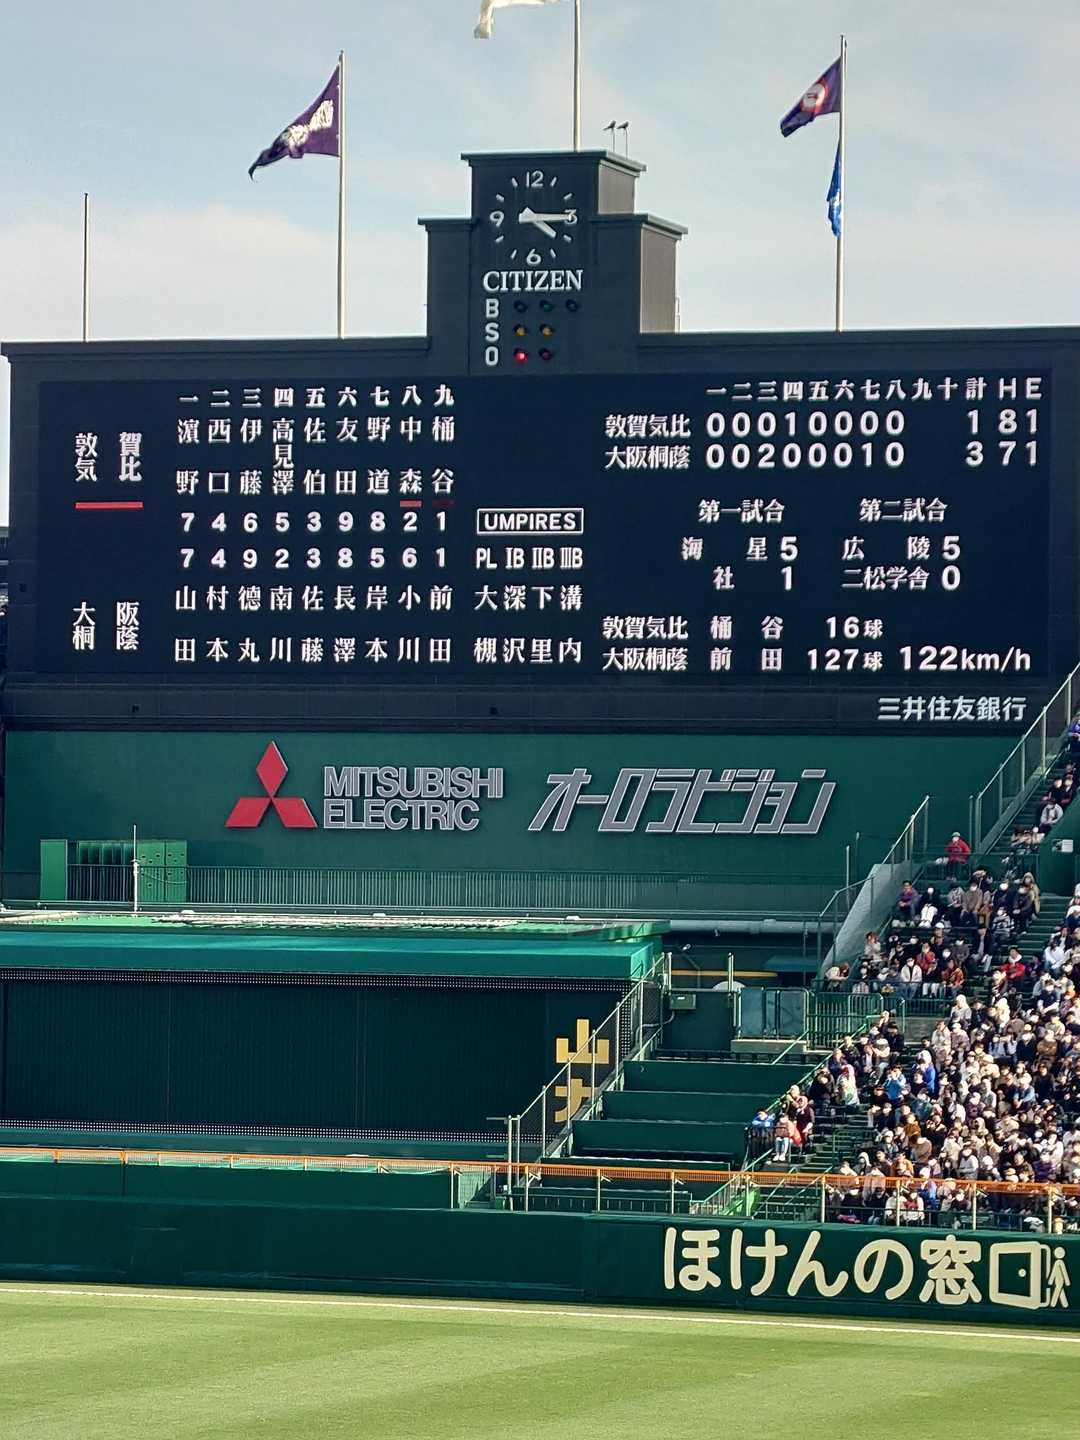 12
9 3
6
CITIZEN
B
S
O
一 二 三 四 五 六 七 八 九
敦賀気比
濵野 西口 伊藤 高見澤 佐伯 友田 野道 中森 桶谷
7 4 6 5 3 9 8 2 1
7 4 9 2 3 8 5 6 1
大阪桐蔭
山田 村本 德丸 南川 佐藤 長澤 岸本 小川 前田
UMPIRES
PL IB IIB IIIB
大槻 深沢 下里 溝内
一 二 三 四 五 六 七 八 九 十 計 H E
敦賀気比 0 0 0 1 0 0 0 0 1 8 1
大阪桐蔭 0 0 2 0 0 0 1 0 3 7 1
第一試合 第二試合
海星 5 広陵 5
社 1 二松学舎 0
敦賀気比 桶谷 16球
大阪桐蔭 前田 127球 122km/h
三井住友銀行
MITSUBISHI
ELECTRIC
オーロラビジョン
ほけんの窓口